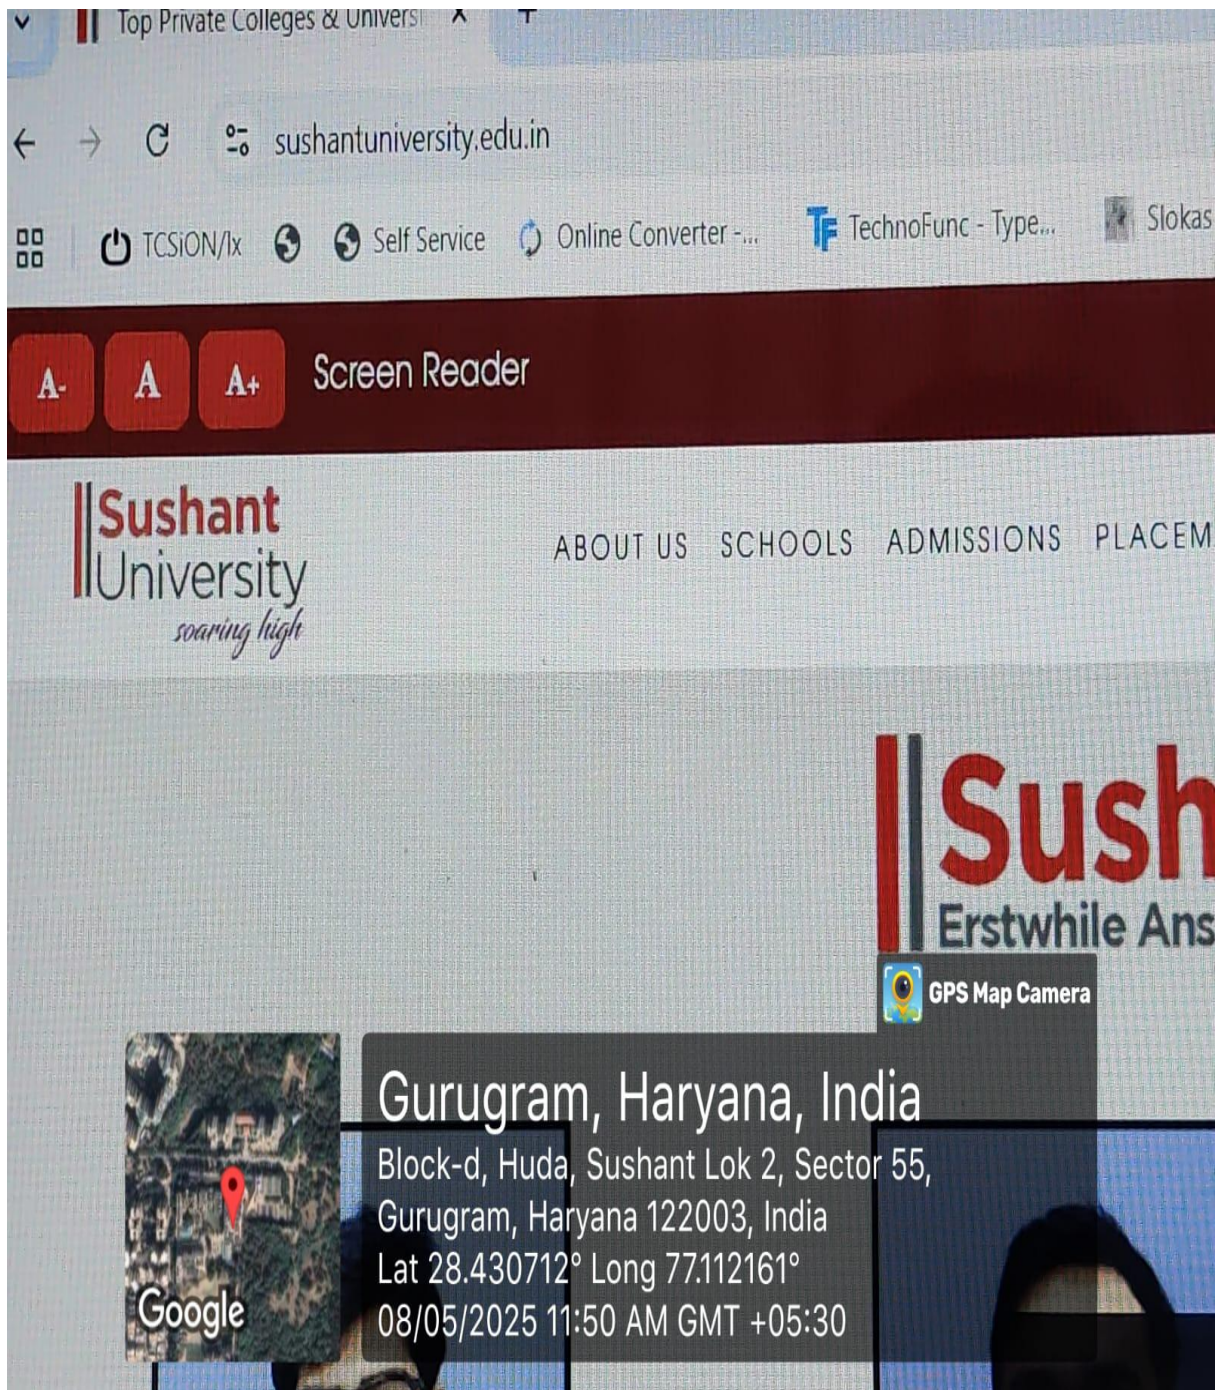 Top Private Colleges & Universi
sushantuniversity.edu.in
TCSiON/lx Self Service Online Converter -... TechnoFunc - Type... Slokas
A- A A+ Screen Reader
Sushant
University
soaring high
ABOUT US SCHOOLS ADMISSIONS PLACEM
Sush
Erstwhile Ans
GPS Map Camera
Gurugram, Haryana, India
Block-d, Huda, Sushant Lok 2, Sector 55,
Gurugram, Haryana 122003, India
Lat 28.430712° Long 77.112161°
08/05/2025 11:50 AM GMT +05:30
Google